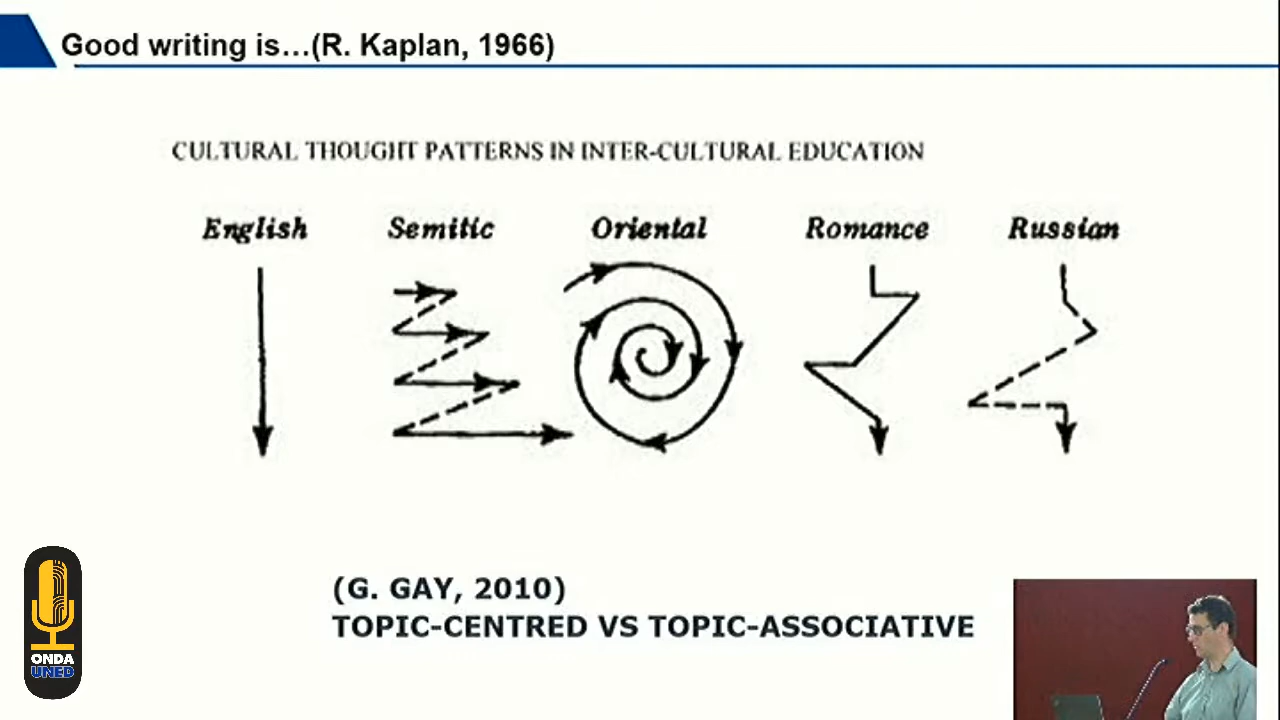 Good writing is...(R. Kaplan, 1966)
CULTURAL THOUGHT PATTERNS IN INTER-CULTURAL EDUCATION
English Semitic Oriental Romance Russian
(G. GAY, 2010)
TOPIC-CENTRED VS TOPIC-ASSOCIATIVE
ONDA
UNED